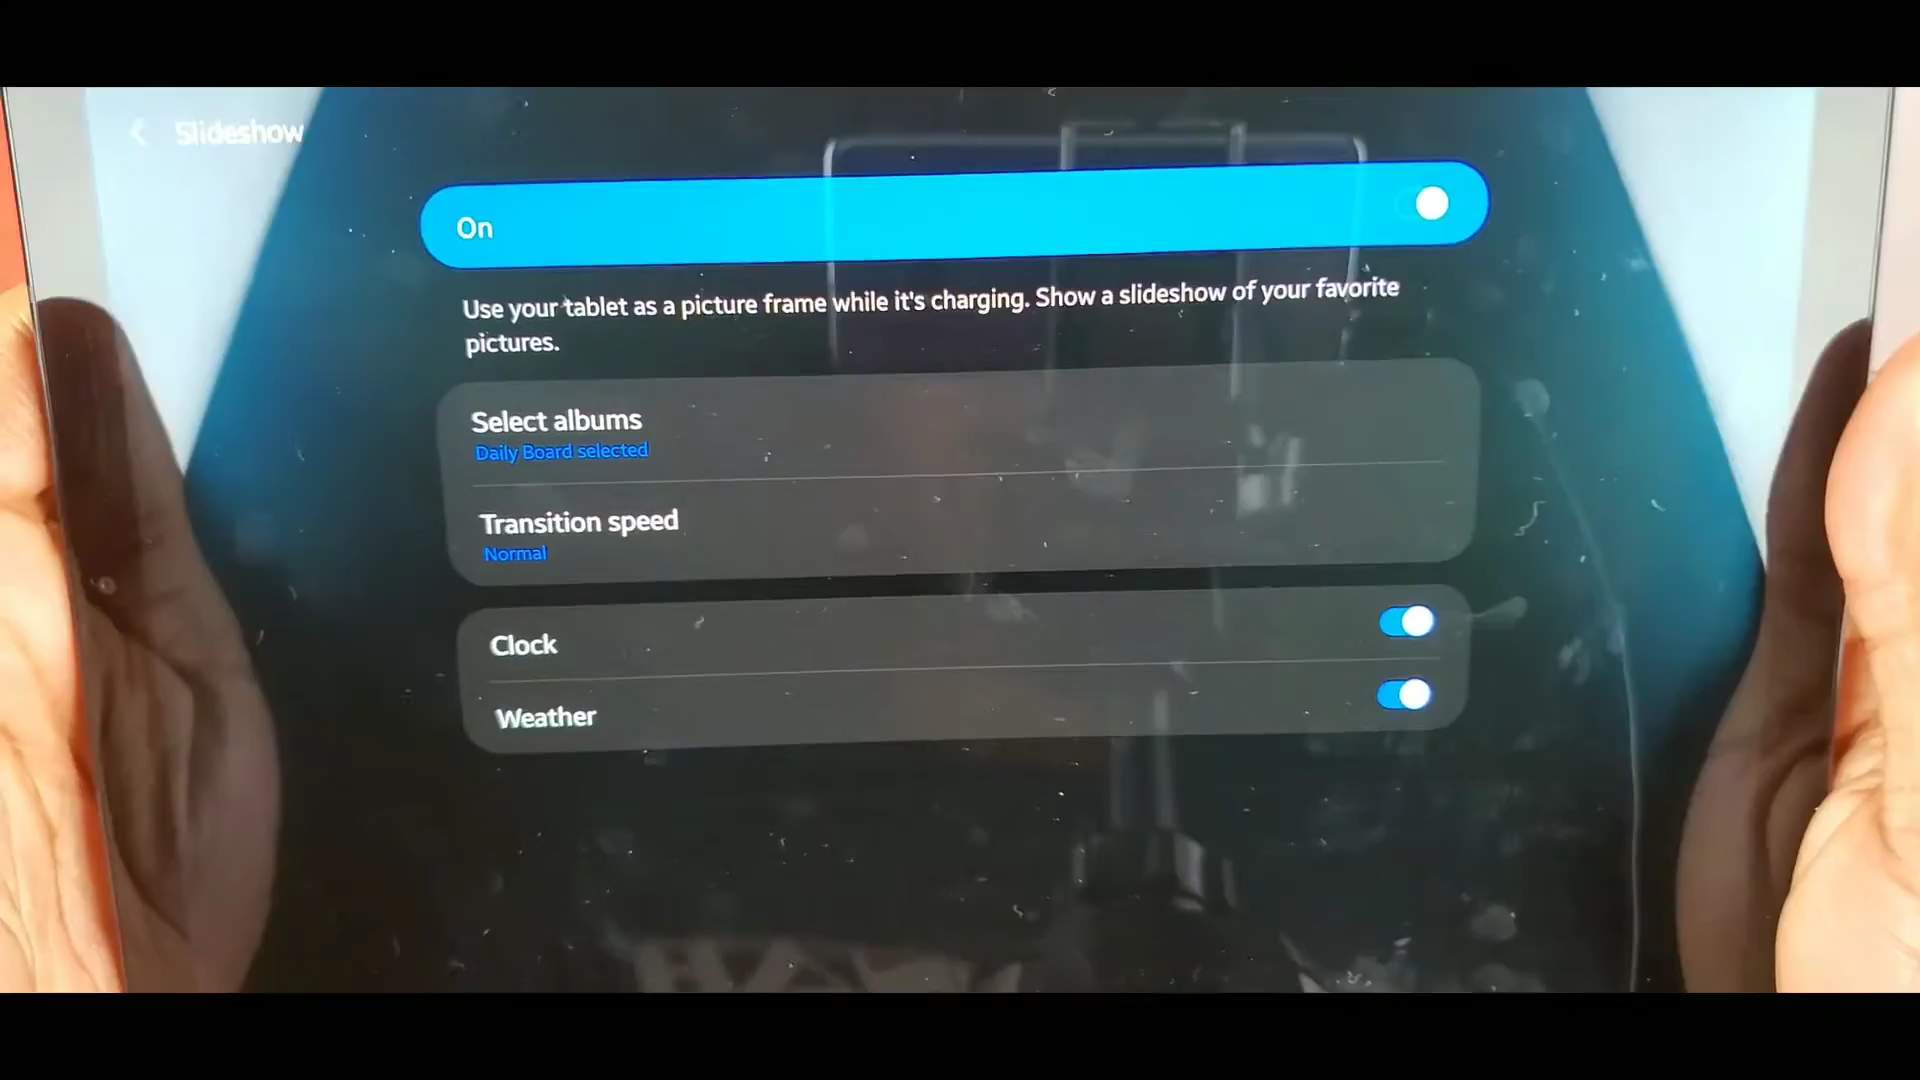 Slideshow
On
Use your tablet as a picture frame while it's charging. Show a slideshow of your favorite
pictures.
Select albums
Daily Board selected
Transition speed
Normal
Clock
Weather